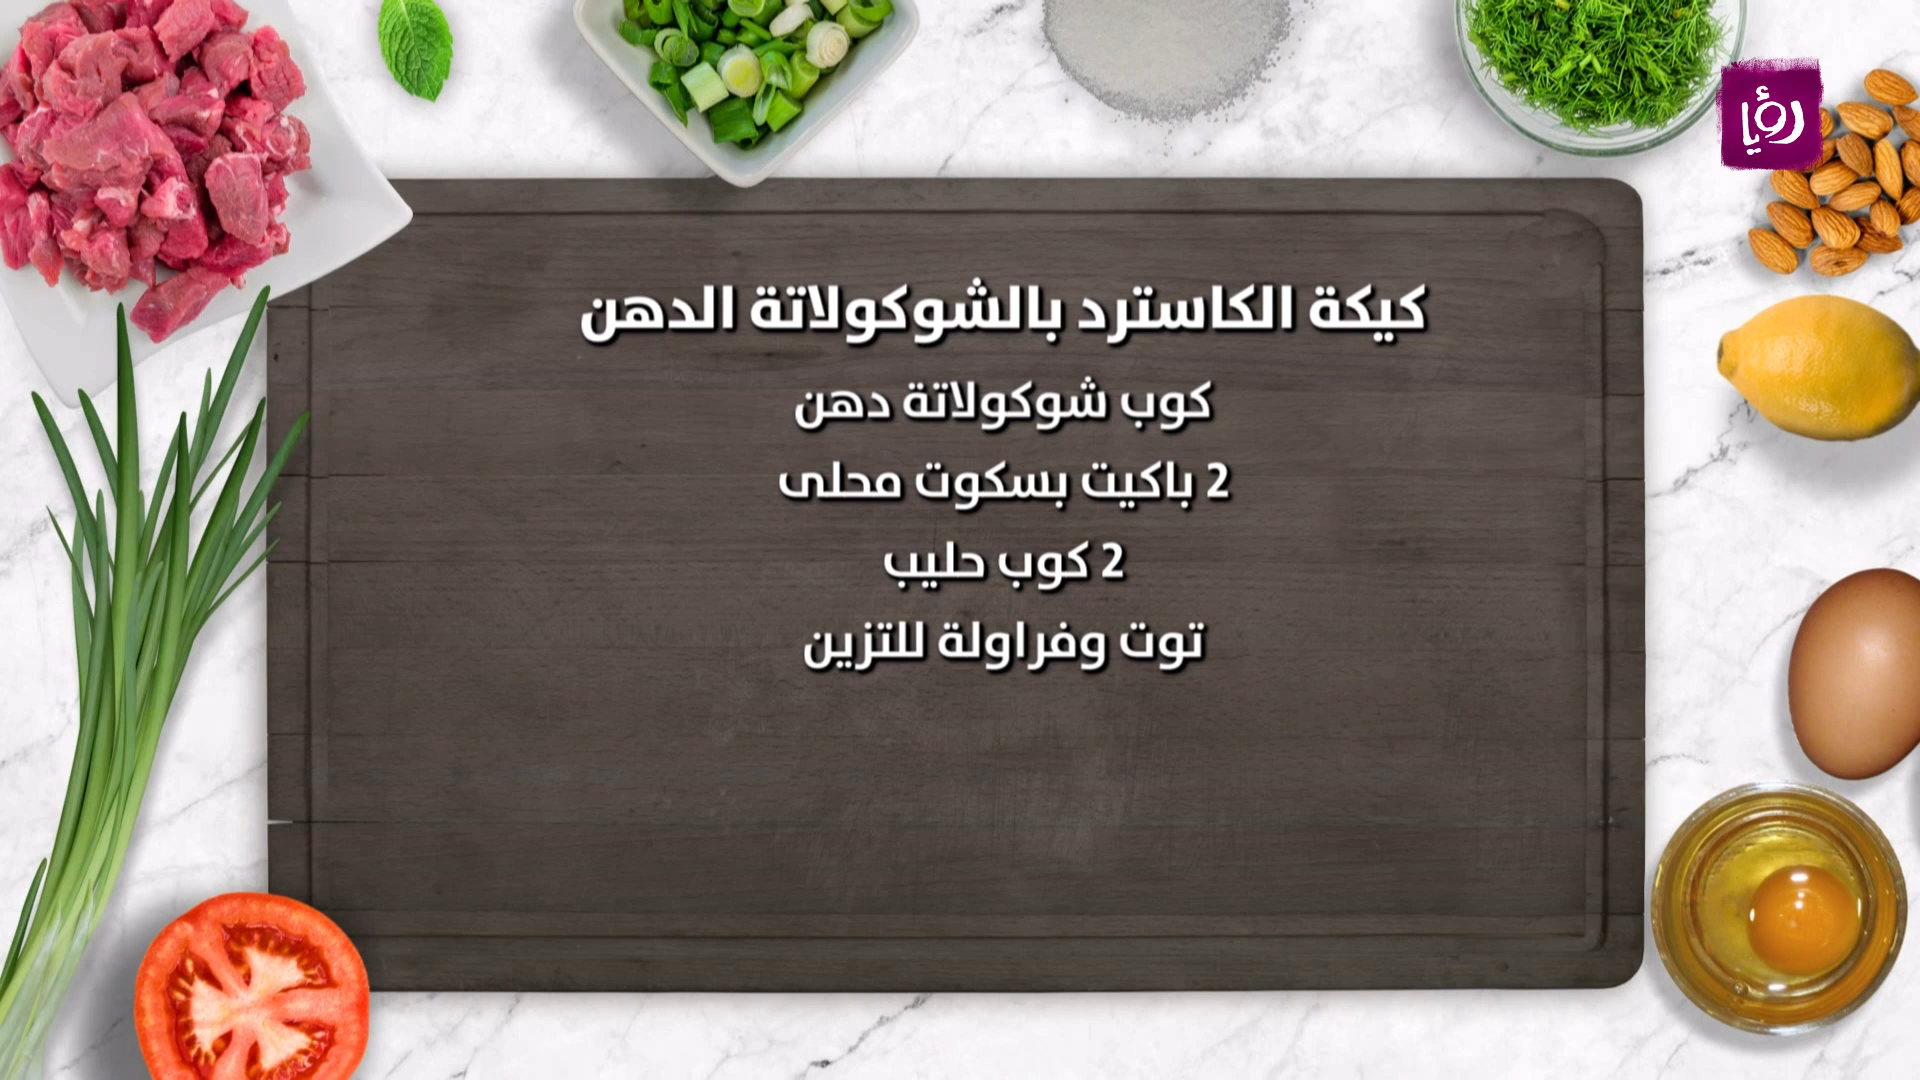 رؤيا
كيكة الكاسترد بالشوكولاتة الدهن
كوب شوكولاتة دهن
2 باكيت بسكوت محلى
2 كوب حليب
توت وفراولة للتزين